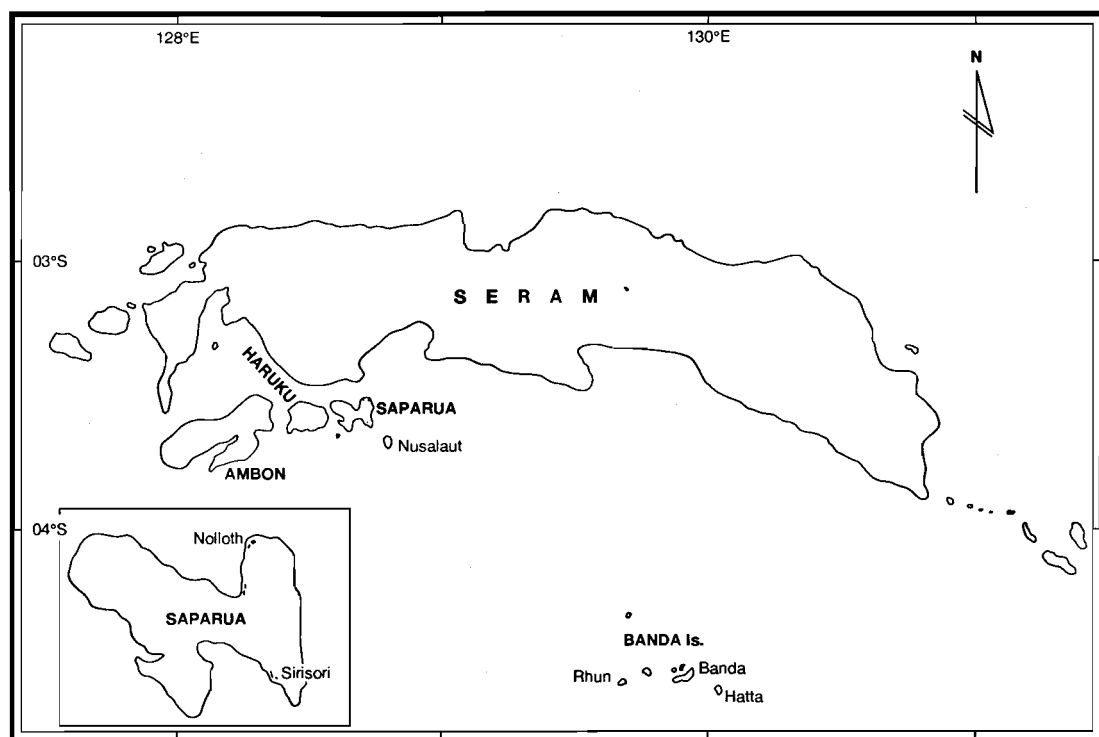 128°E
130°E
N
03°S
S E R A M
HARUKU
SAPARUA
Nusalaut
AMBON
04°S
Nolloth
SAPARUA
Sirisori
BANDA Is.
Rhun
Banda
Hatta